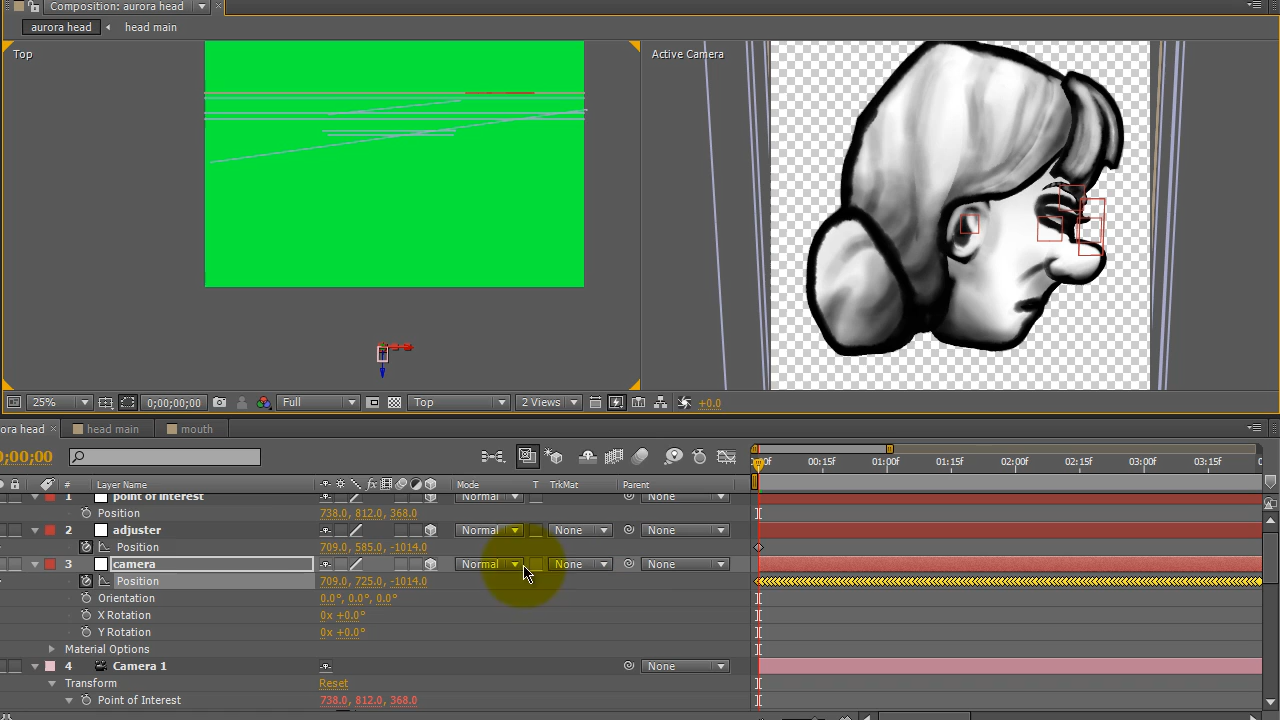 Composition: aurora head
aurora head head main
Top
Active Camera
25% 0;00;00;00 Full Top 2 Views +0.0
ora head head main mouth
0;00;00
# Layer Name Mode T TrkMat Parent
00:15f 01:00f 01:15f 02:00f 02:15f 03:00f 03:15f
1 point of interest Normal None
Position 738.0, 812.0, 368.0
2 adjuster Normal None None
Position 709.0, 585.0, -1014.0
3 camera Normal None None
Position 709.0, 725.0, -1014.0
Orientation 0.0°, 0.0°, 0.0°
X Rotation 0x +0.0°
Y Rotation 0x +0.0°
Material Options
4 Camera 1 None
Transform Reset
Point of Interest 738.0, 812.0, 368.0